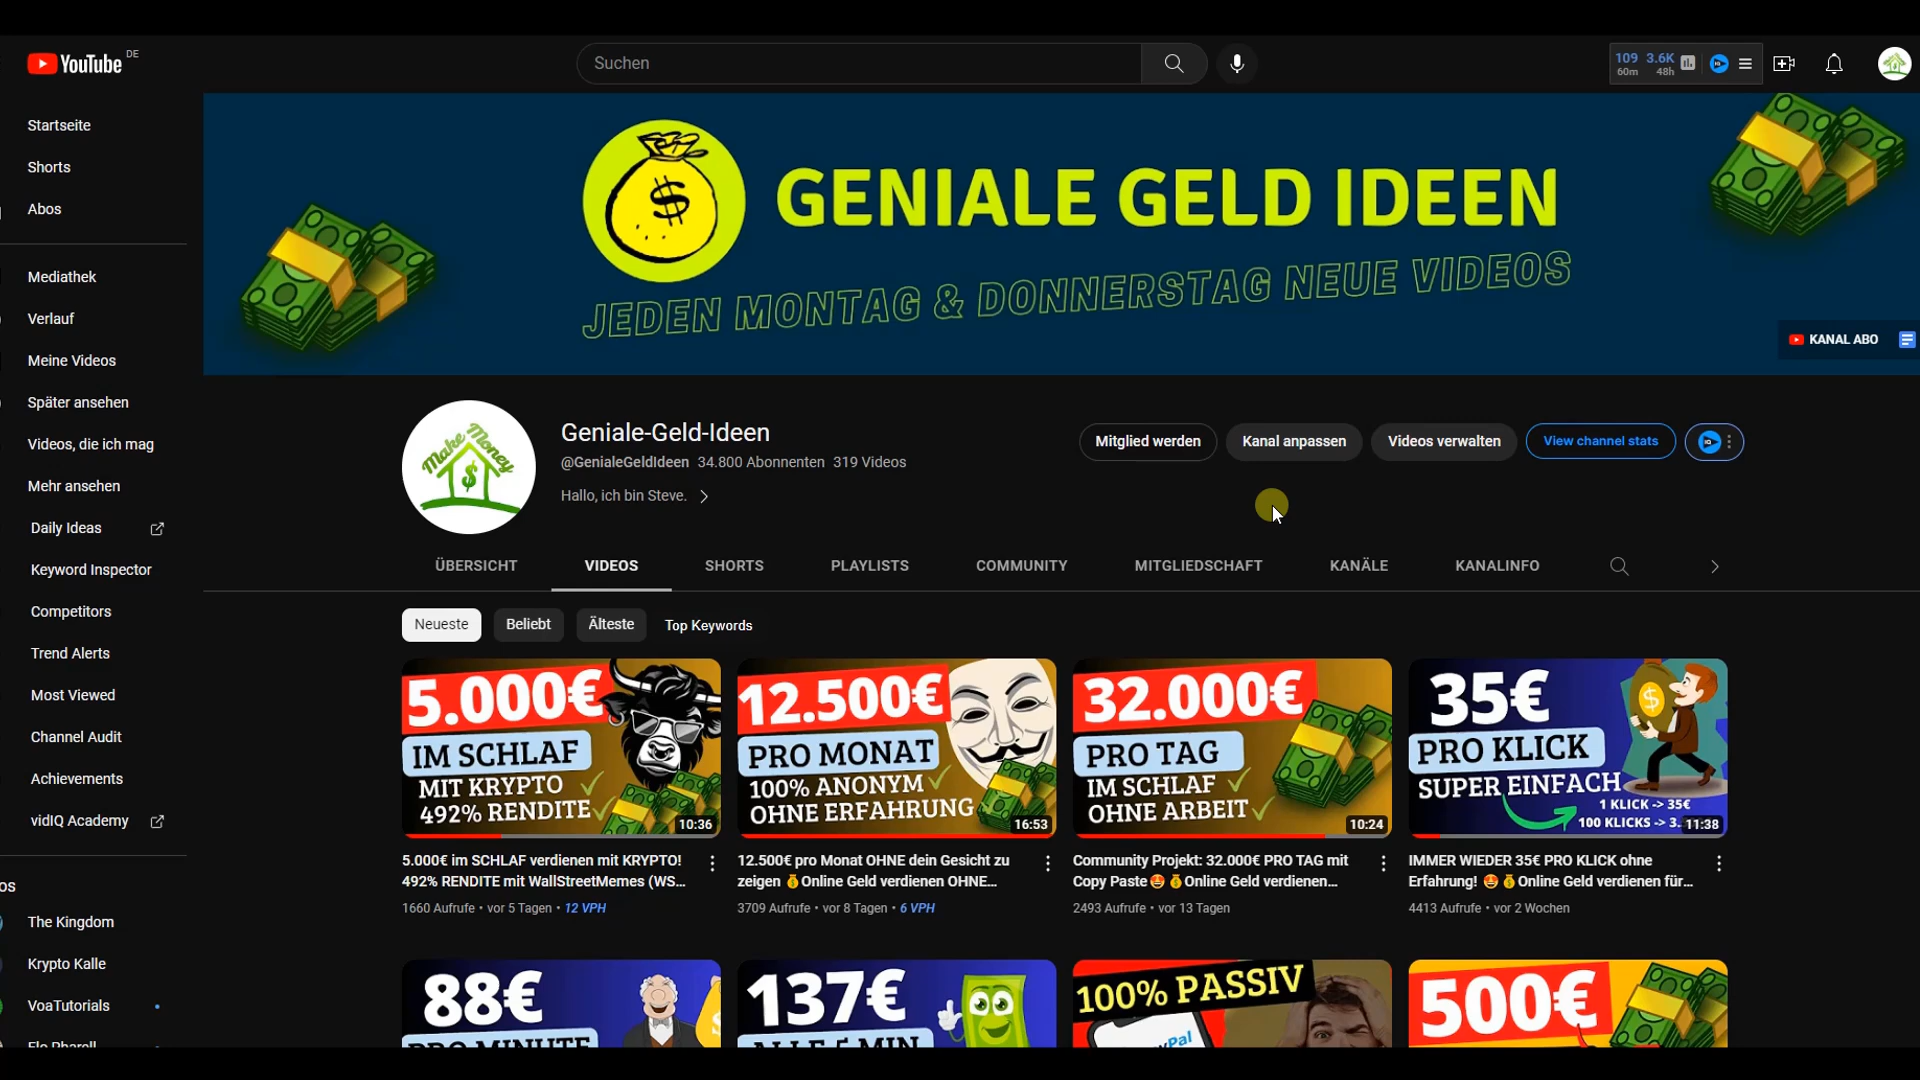 YouTube DE
Suchen
109 3.6K
60m 48h
Startseite
Shorts
Abos
Mediathek
Verlauf
Meine Videos
Später ansehen
Videos, die ich mag
Mehr ansehen
Daily Ideas
Keyword Inspector
Competitors
Trend Alerts
Most Viewed
Channel Audit
Achievements
vidIQ Academy
os
The Kingdom
Krypto Kalle
VoaTutorials
GENIALE GELD IDEEN
JEDEN MONTAG & DONNERSTAG NEUE VIDEOS
KANAL ABO
Make Money
Geniale-Geld-Ideen
@GenialeGeldIdeen 34.800 Abonnenten 319 Videos
Hallo, ich bin Steve.
Mitglied werden
Kanal anpassen
Videos verwalten
View channel stats
ÜBERSICHT VIDEOS SHORTS PLAYLISTS COMMUNITY MITGLIEDSCHAFT KANÄLE KANALINFO
Neueste Beliebt Älteste Top Keywords
5.000€
IM SCHLAF
MIT KRYPTO
492% RENDITE
10:36
5.000€ im SCHLAF verdienen mit KRYPTO!
492% RENDITE mit WallStreetMemes (WS...
1660 Aufrufe • vor 5 Tagen • 12 VPH
12.500€
PRO MONAT
100% ANONYM
OHNE ERFAHRUNG
16:53
12.500€ pro Monat OHNE dein Gesicht zu
zeigen 💰Online Geld verdienen OHNE...
3709 Aufrufe • vor 8 Tagen • 6 VPH
32.000€
PRO TAG
IM SCHLAF
OHNE ARBEIT
10:24
Community Projekt: 32.000€ PRO TAG mit
Copy Paste🤩💰Online Geld verdienen...
2493 Aufrufe • vor 13 Tagen
35€
PRO KLICK
SUPER EINFACH
1 KLICK -> 35€
100 KLICKS -> 3.
11:38
IMMER WIEDER 35€ PRO KLICK ohne
Erfahrung! 🤩💰Online Geld verdienen für...
4413 Aufrufe • vor 2 Wochen
88€
PRO MINUTE
137€
ALLE 5 MIN
100% PASSIV
yPal
500€